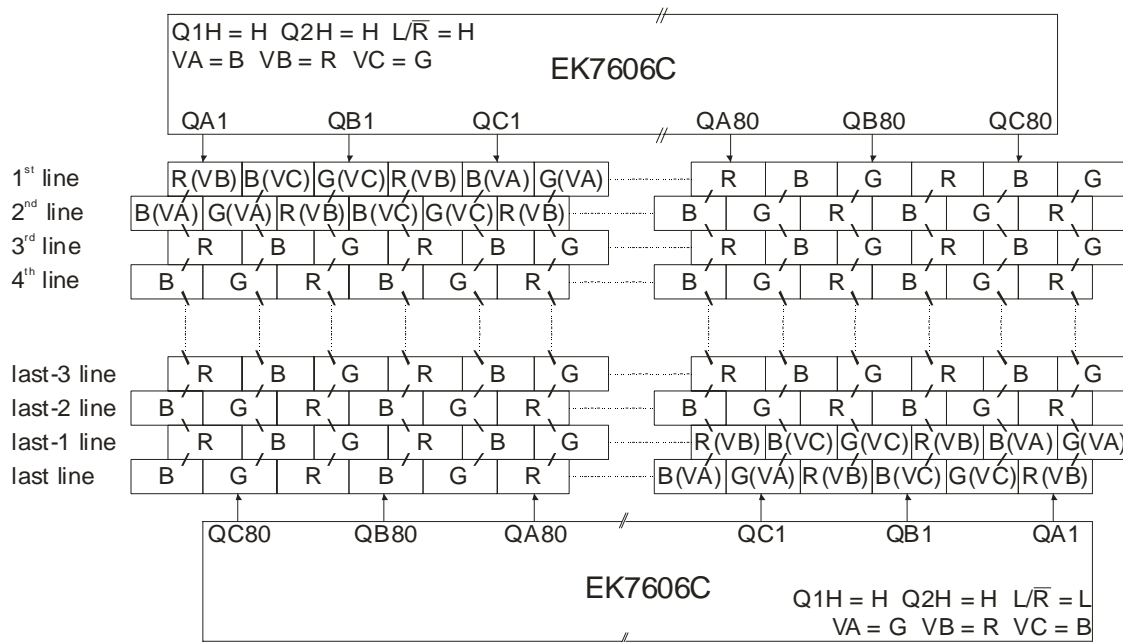 Q1H = H Q2H = H L/R̅ = H
VA = B VB = R VC = G
EK7606C
QA1 QB1 QC1 QA80 QB80 QC80
1st line R(VB) B(VC) G(VC) R(VB) B(VA) G(VA) R B G R B G
2nd line B(VA) G(VA) R(VB) B(VC) G(VC) R(VB) B G R B G R
3rd line R B G R B G R B G R B G
4th line B G R B G R B G R B G R
last-3 line R B G R B G R B G R B G
last-2 line B G R B G R B G R B G R
last-1 line R B G R B G R(VB) B(VC) G(VC) R(VB) B(VA) G(VA)
last line B G R B G R B(VA) G(VA) R(VB) B(VC) G(VC) R(VB)
QC80 QB80 QA80 QC1 QB1 QA1
EK7606C
Q1H = H Q2H = H L/R̅ = L
VA = G VB = R VC = B